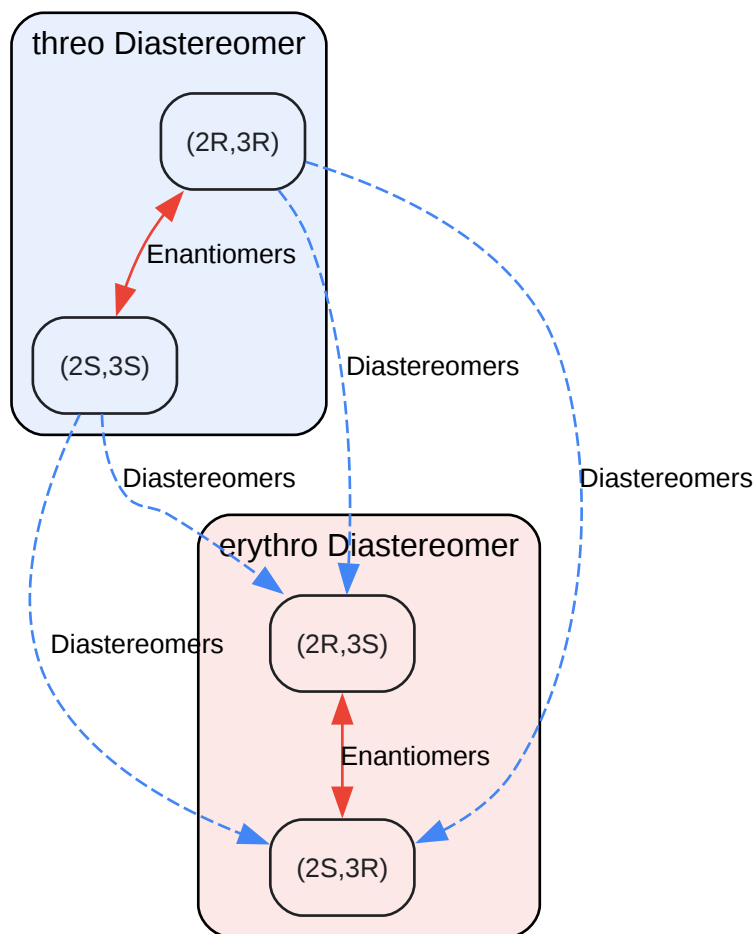 threo Diastereomer
(2R,3R)
Enantiomers
(2S,3S)
Diastereomers
Diastereomers
Diastereomers
erythro Diastereomer
(2R,3S)
Diastereomers
Enantiomers
(2S,3R)